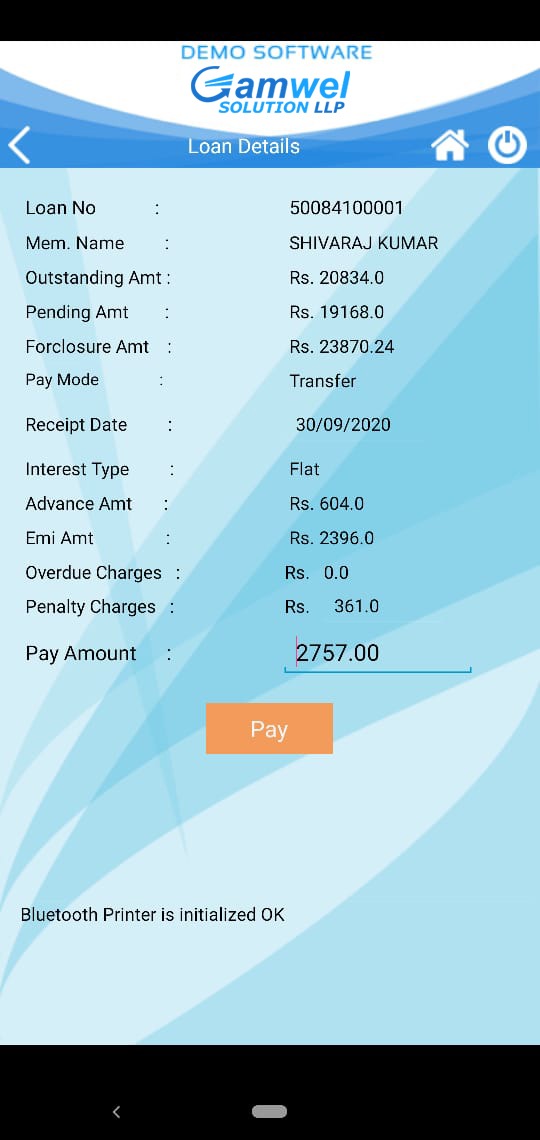 DEMO SOFTWARE
Gamwel
SOLUTION LLP
Loan Details
Loan No : 50084100001
Mem. Name : SHIVARAJ KUMAR
Outstanding Amt : Rs. 20834.0
Pending Amt : Rs. 19168.0
Forclosure Amt : Rs. 23870.24
Pay Mode : Transfer
Receipt Date : 30/09/2020
Interest Type : Flat
Advance Amt : Rs. 604.0
Emi Amt : Rs. 2396.0
Overdue Charges : Rs. 0.0
Penalty Charges : Rs. 361.0
Pay Amount : 2757.00
Pay
Bluetooth Printer is initialized OK